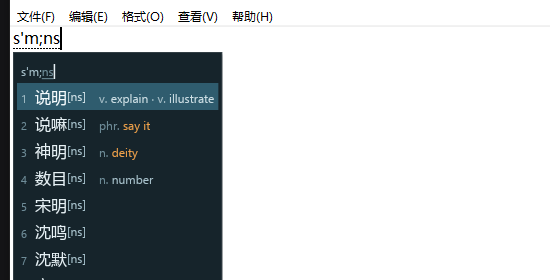 文件(F) 编辑(E) 格式(O) 查看(V) 帮助(H)
s'm;ns
s'm;ns
1 说明[ns] v. explain · v. illustrate
2 说嘛[ns] phr. say it
3 神明[ns] n. deity
4 数目[ns] n. number
5 宋明[ns]
6 沈鸣[ns]
7 沈默[ns]